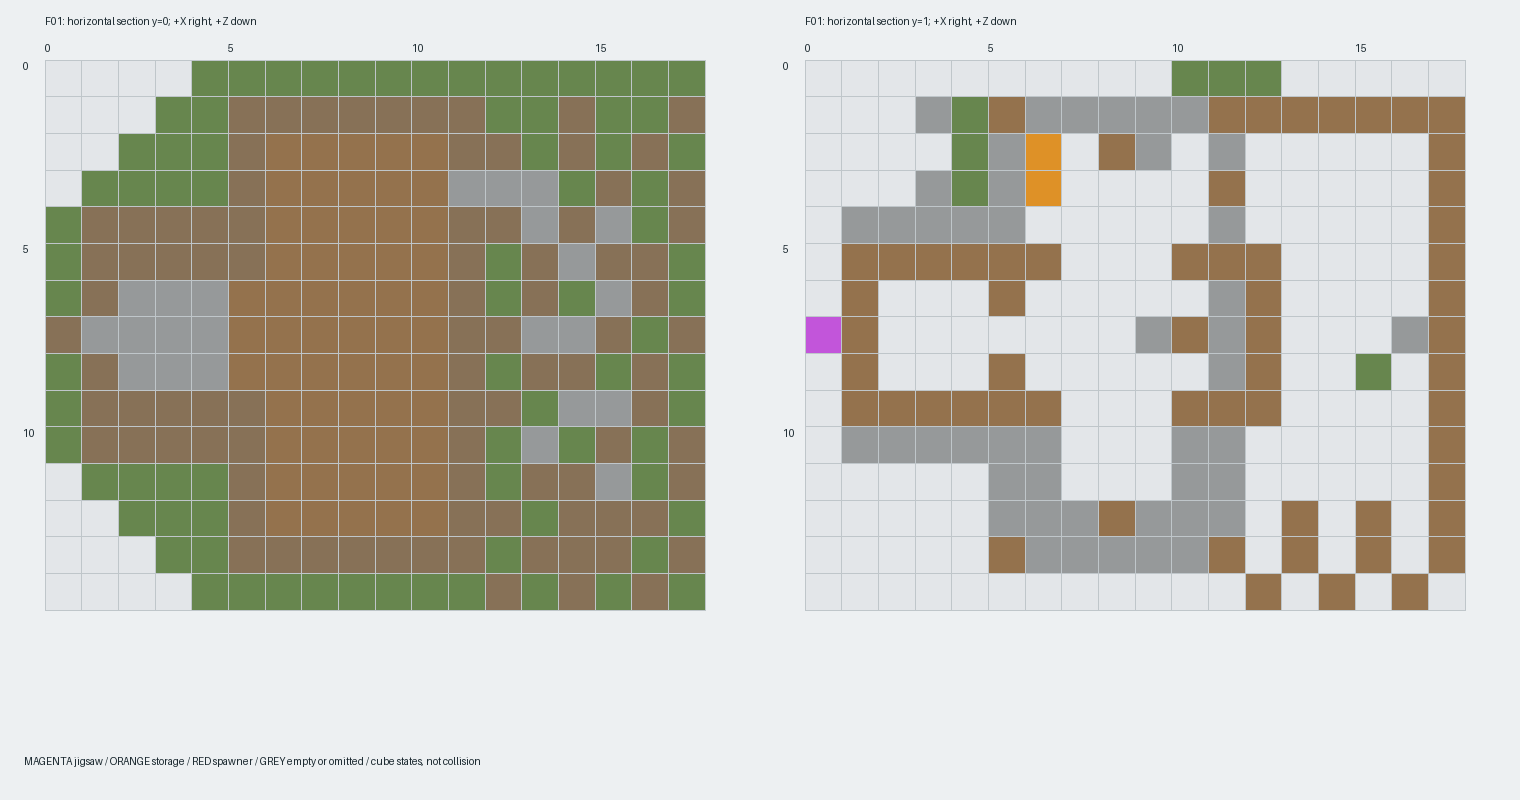 F01: horizontal section y=0; +X right, +Z down
F01: horizontal section y=1; +X right, +Z down
0 5 10 15
0 5 10 15
0
0
5
5
10
10
MAGENTA jigsaw / ORANGE storage / RED spawner / GREY empty or omitted / cube states, not collision